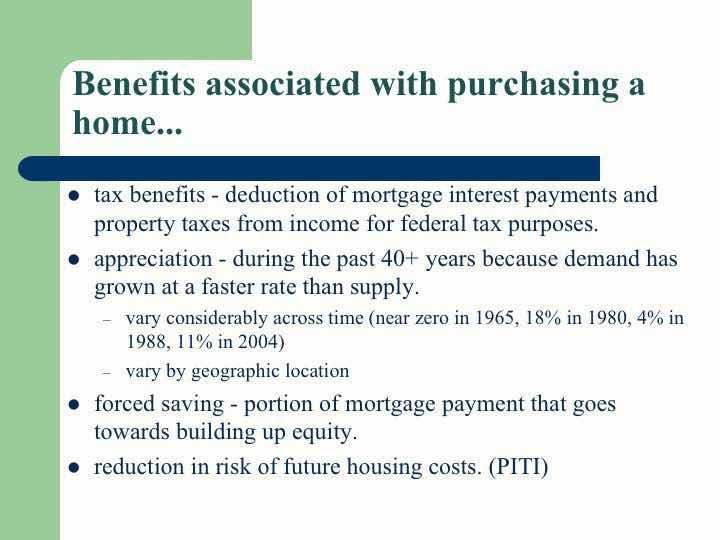 Benefits associated with purchasing a
home...
● tax benefits - deduction of mortgage interest payments and
property taxes from income for federal tax purposes.
● appreciation - during the past 40+ years because demand has
grown at a faster rate than supply.
– vary considerably across time (near zero in 1965, 18% in 1980, 4% in
1988, 11% in 2004)
– vary by geographic location
● forced saving - portion of mortgage payment that goes
towards building up equity.
● reduction in risk of future housing costs. (PITI)